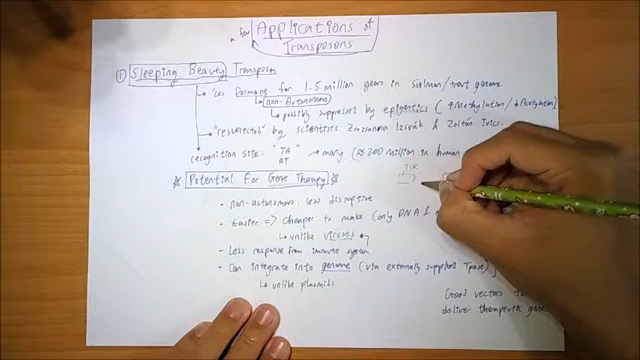 a few Applications of
Transposons
① Sleeping Beauty Transposon
↳ 'cos Dormant for 1.5 million years in salmon/trout genome
↳ non-Autonomous
↳ possibly suppressed by epigenetics (↑Methylation/↓Acetylation)
↳ "resurrected" by scientists Zsuzsanna Izsvák & Zoltán Ivics.
recognition site: "TA → many (≈ 200 million in human
AT
TIR
☆ Potential For Gene Therapy ☆
- non-autonomous: less disruptive
- Easier => cheaper to make (only DNA &
↳ unlike viruses
- Less response from immune system
- Can integrate into genome (via externally supplied Tpase)
↳ unlike plasmids
Good vectors to
deliver therapeutic gene